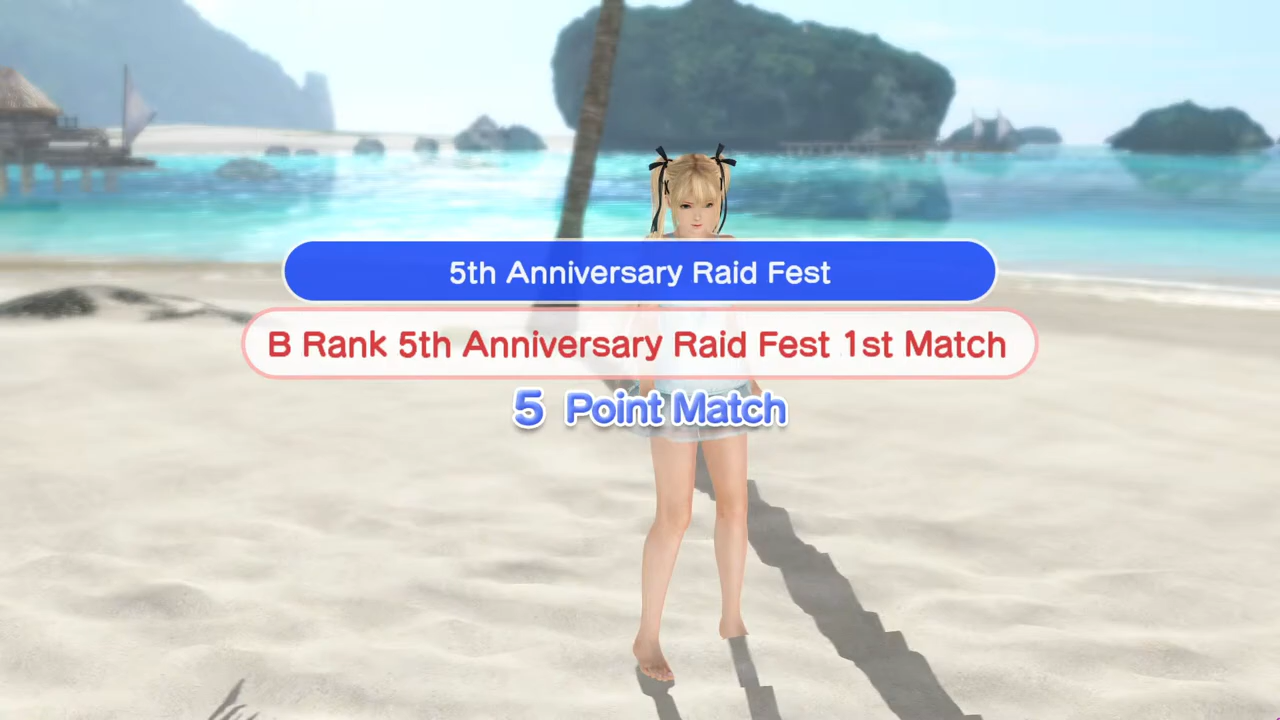 5th Anniversary Raid Fest
B Rank 5th Anniversary Raid Fest 1st Match
5 Point Match